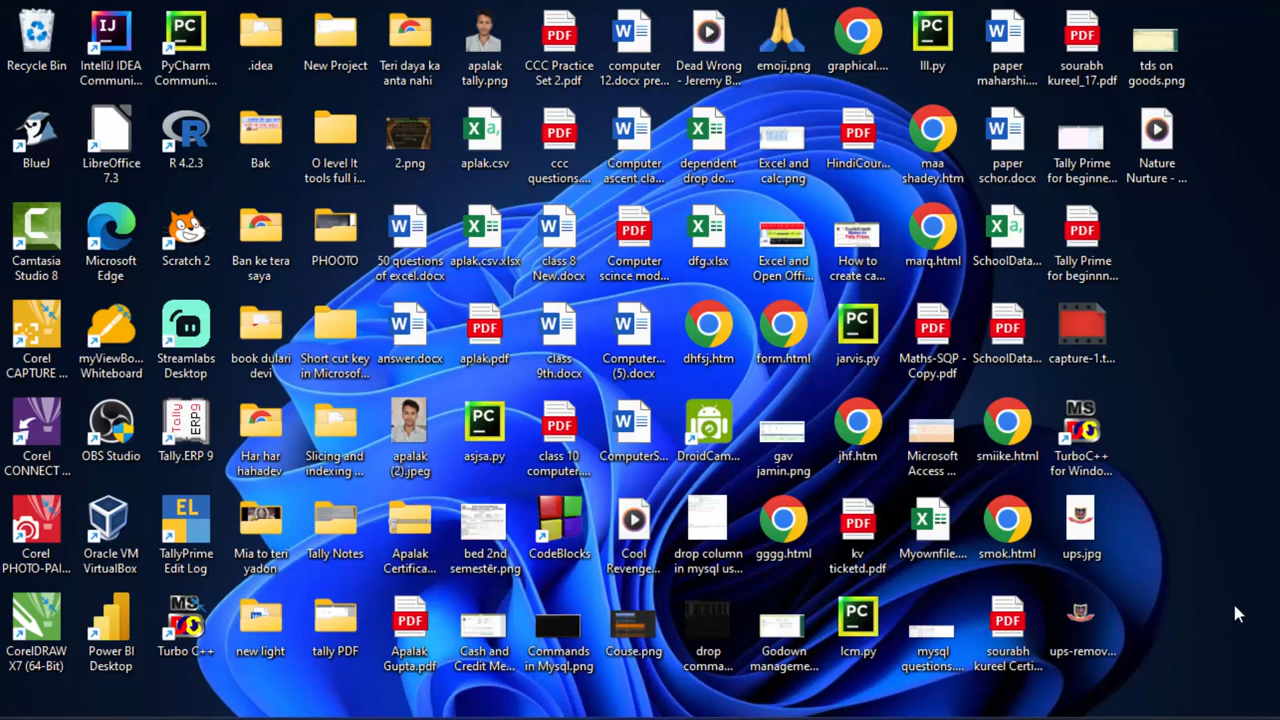 Recycle Bin
IntelliJ IDEA
Communi...
PyCharm
Communi...
.idea
New Project
Teri daya ka
anta nahi
apalak
tally.png
CCC Practice
Set 2.pdf
computer
12.docx pre...
Dead Wrong
- Jeremy B...
emoji.png
graphical....
lll.py
paper
maharshi....
sourabh
kureel_17.pdf
tds on
goods.png
BlueJ
LibreOffice
7.3
R 4.2.3
Bak
O level It
tools full i...
2.png
aplak.csv
ccc
questions....
Computer
ascent cla...
dependent
drop do...
Excel and
calc.png
HindiCour...
maa
shadey.htm
paper
schor.docx
Tally Prime
for beginne...
Nature
Nurture - ...
Camtasia
Studio 8
Microsoft
Edge
Scratch 2
Ban ke tera
saya
PHOOTO
50 questions
of excel.docx
aplak.csv.xlsx
class 8
New.docx
Computer
scince mod...
dfg.xlsx
Excel and
Open Offi...
How to
create ca...
marq.html
SchoolData...
Tally Prime
for beginnn...
Corel
CAPTURE ...
myViewBo...
Whiteboard
Streamlabs
Desktop
book dulari
devi
Short cut key
in Microsof...
answer.docx
aplak.pdf
class
9th.docx
Computer...
(5).docx
dhfsj.htm
form.html
jarvis.py
Maths-SQP -
Copy.pdf
SchoolData...
capture-1.t...
Corel
CONNECT ...
OBS Studio
Tally.ERP 9
Har har
hahadev
Slicing and
indexing ...
apalak
(2).jpeg
asjsa.py
class 10
computer....
ComputerS...
DroidCam...
gav
jamin.png
jhf.htm
Microsoft
Access ...
smiike.html
TurboC++
for Windo...
Corel
PHOTO-PAI...
Oracle VM
VirtualBox
TallyPrime
Edit Log
Mia to teri
yadon
Tally Notes
Apalak
Certifica...
bed 2nd
semester.png
CodeBlocks
Cool
Revenge...
drop column
in mysql us...
gggg.html
kv
ticketd.pdf
Myownfile....
smok.html
ups.jpg
CorelDRAW
X7 (64-Bit)
Power BI
Desktop
Turbo C++
new light
tally PDF
Apalak
Gupta.pdf
Cash and
Credit Me...
Commands
in Mysql.png
Couse.png
drop
comma...
Godown
manageme...
lcm.py
mysql
questions....
sourabh
kureel Certi...
ups-remov...